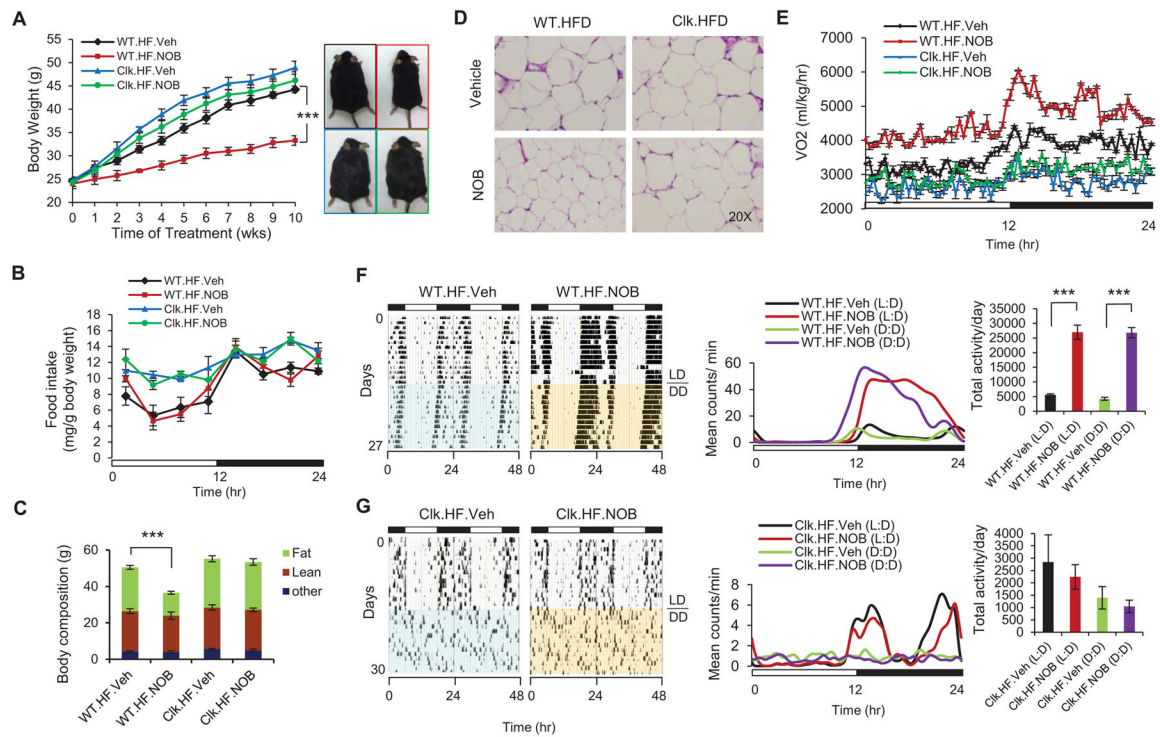 A
WT.HF.Veh
WT.HF.NOB
Clk.HF.Veh
Clk.HF.NOB
Body Weight (g)
50
45
40
35
30
25
20
***
0 1 2 3 4 5 6 7 8 9 10
Time of Treatment (wks)
D
WT.HFD Clk.HFD
Vehicle
NOB
20X
E
WT.HF.Veh
WT.HF.NOB
Clk.HF.Veh
Clk.HF.NOB
VO2 (ml/kg/hr)
7000
6000
5000
4000
3000
2000
0 12 24
Time (hr)
B
WT.HF.Veh
WT.HF.NOB
Clk.HF.Veh
Clk.HF.NOB
Food intake
(mg/g body weight)
18
16
14
12
10
8
6
4
2
0
0 12 24
Time (hr)
C
Body composition (g)
60
40
20
0
***
Fat
Lean
other
WT.HF.Veh
WT.HF.NOB
Clk.HF.Veh
Clk.HF.NOB
F
WT.HF.Veh WT.HF.NOB
0
Days
27
LD
DD
0 24 48
24 48
WT.HF.Veh (L:D)
WT.HF.NOB (L:D)
WT.HF.Veh (D:D)
WT.HF.NOB (D:D)
Mean counts/ min
60
40
20
0
0 12 24
Time (hr)
Total activity/day
35000
30000
25000
20000
15000
10000
5000
0
*** ***
WT.HF.Veh (L:D)
WT.HF.NOB (L:D)
WT.HF.Veh (D:D)
WT.HF.NOB (D:D)
G
Clk.HF.Veh Clk.HF.NOB
0
Days
30
LD
DD
0 24 48
24 48
Time (hr)
Clk.HF.Veh (L:D)
Clk.HF.NOB (L:D)
Clk.HF.Veh (D:D)
Clk.HF.NOB (D:D)
Mean counts/min
8
6
4
2
0
0 12 24
Time (hr)
Total activity/day
4000
3500
3000
2500
2000
1500
1000
500
0
Clk.HF.Veh (L:D)
Clk.HF.NOB (L:D)
Clk.HF.Veh (D:D)
Clk.HF.NOB (D:D)